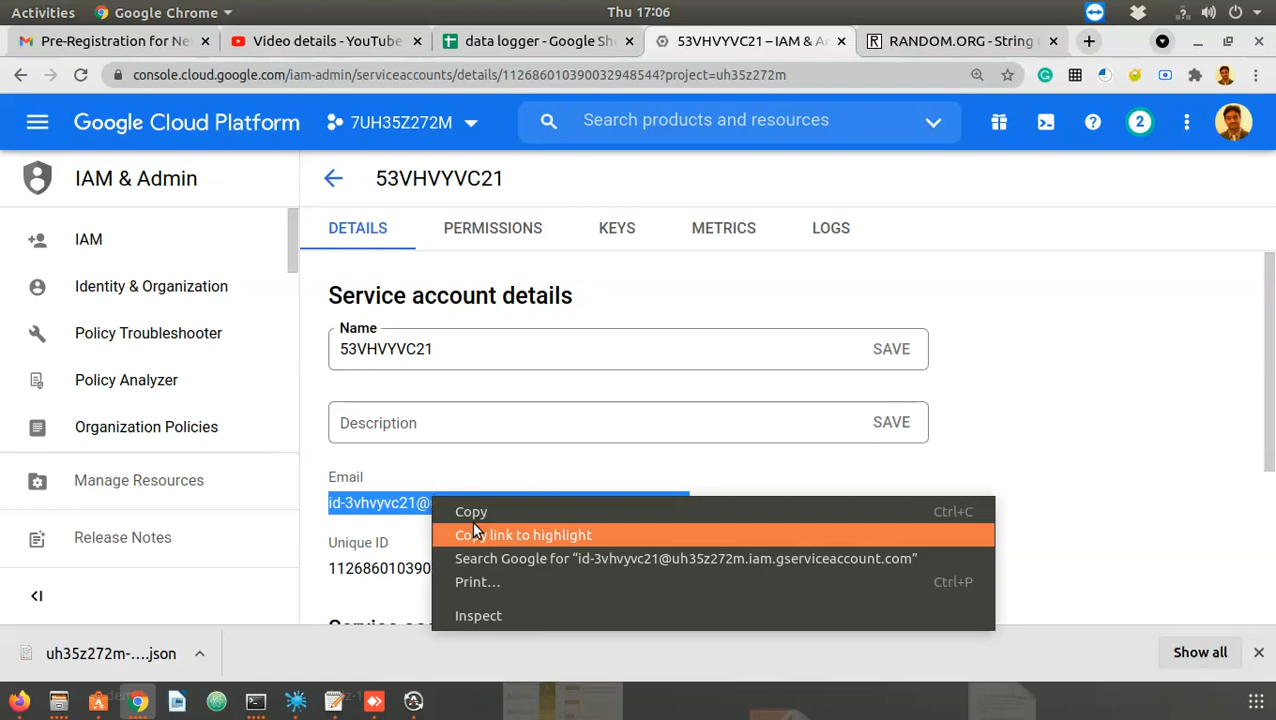 Activities Google Chrome Thu 17:06
Pre-Registration for Ne Video details - YouTube data logger - Google She 53VHVYVC21 – IAM & A RANDOM.ORG - String G
console.cloud.google.com/iam-admin/serviceaccounts/details/112686010390032948544?project=uh35z272m
Google Cloud Platform 7UH35Z272M Search products and resources 2
IAM & Admin 53VHVYVC21
DETAILS PERMISSIONS KEYS METRICS LOGS
IAM
Identity & Organization
Policy Troubleshooter
Policy Analyzer
Organization Policies
Manage Resources
Release Notes
Service account details
Name
53VHVYVC21 SAVE
Description SAVE
Email
id-3vhvyvc21@
Unique ID
112686010390
Copy Ctrl+C
Copy link to highlight
Search Google for “id-3vhvyvc21@uh35z272m.iam.gserviceaccount.com”
Print… Ctrl+P
Inspect
uh35z272m-….json Show all